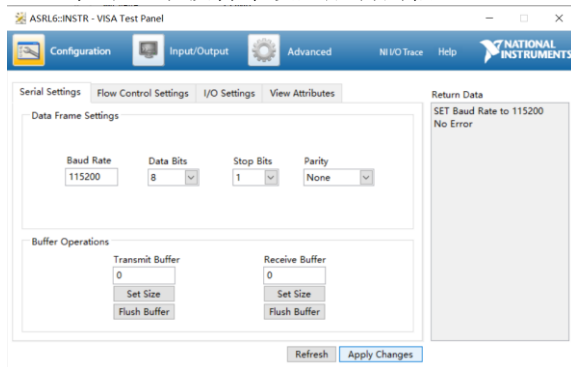 ASRL6::INSTR - VISA Test Panel
Configuration Input/Output Advanced NI I/O Trace Help NATIONAL INSTRUMENTS
Serial Settings Flow Control Settings I/O Settings View Attributes
Return Data
SET Baud Rate to 115200
No Error
Data Frame Settings
Baud Rate Data Bits Stop Bits Parity
115200 8 1 None
Buffer Operations
Transmit Buffer Receive Buffer
0 0
Set Size Set Size
Flush Buffer Flush Buffer
Refresh Apply Changes